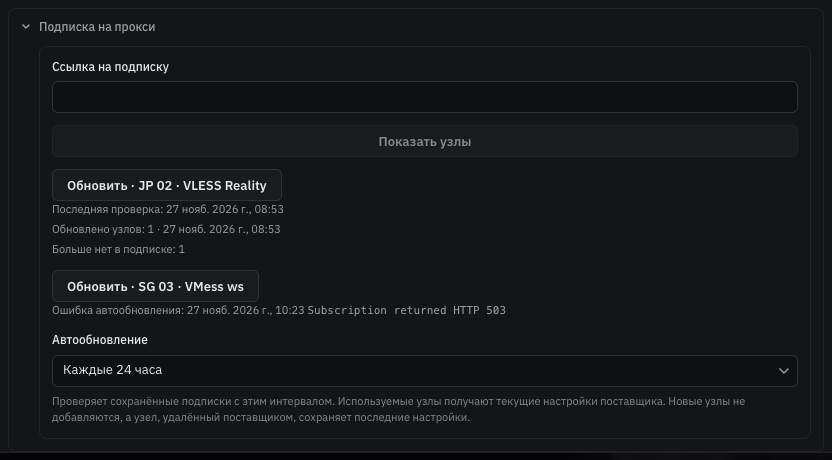 Подписка на прокси
Ссылка на подписку
Показать узлы
Обновить · JP 02 · VLESS Reality
Последняя проверка: 27 нояб. 2026 г., 08:53
Обновлено узлов: 1 · 27 нояб. 2026 г., 08:53
Больше нет в подписке: 1
Обновить · SG 03 · VMess ws
Ошибка автообновления: 27 нояб. 2026 г., 10:23 Subscription returned HTTP 503
Автообновление
Каждые 24 часа
Проверяет сохранённые подписки с этим интервалом. Используемые узлы получают текущие настройки поставщика. Новые узлы не
добавляются, а узел, удалённый поставщиком, сохраняет последние настройки.